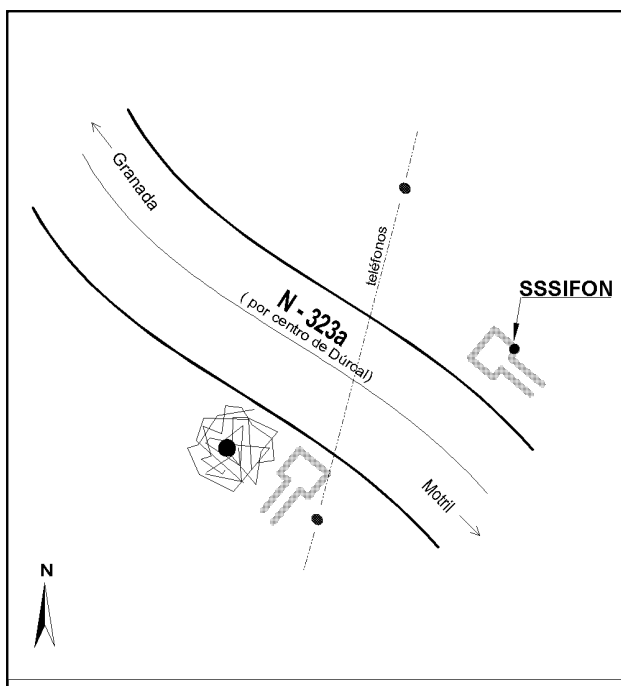 Granada
teléfonos
SSSIFON
N - 323a
( por centro de Dúrcal)
Motril
N